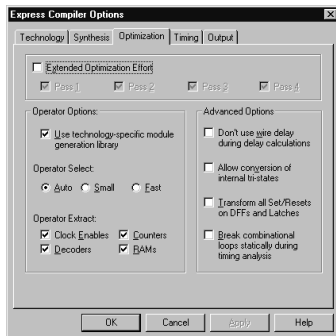 Express Compiler Options
Technology Synthesis Optimization Timing Output
Extended Optimization Effort
Pass 1 Pass 2 Pass 3 Pass 4
Operator Options:
Use technology-specific module
generation library
Operator Select:
Auto Small Fast
Operator Extract:
Clock Enables Counters
Decoders RAMs
Advanced Options
Don't use wire delay
during delay calculations
Allow conversion of
internal tri-states
Transform all Set/Resets
on DFFs and Latches
Break combinational
loops statically during
timing analysis
OK Cancel Apply Help